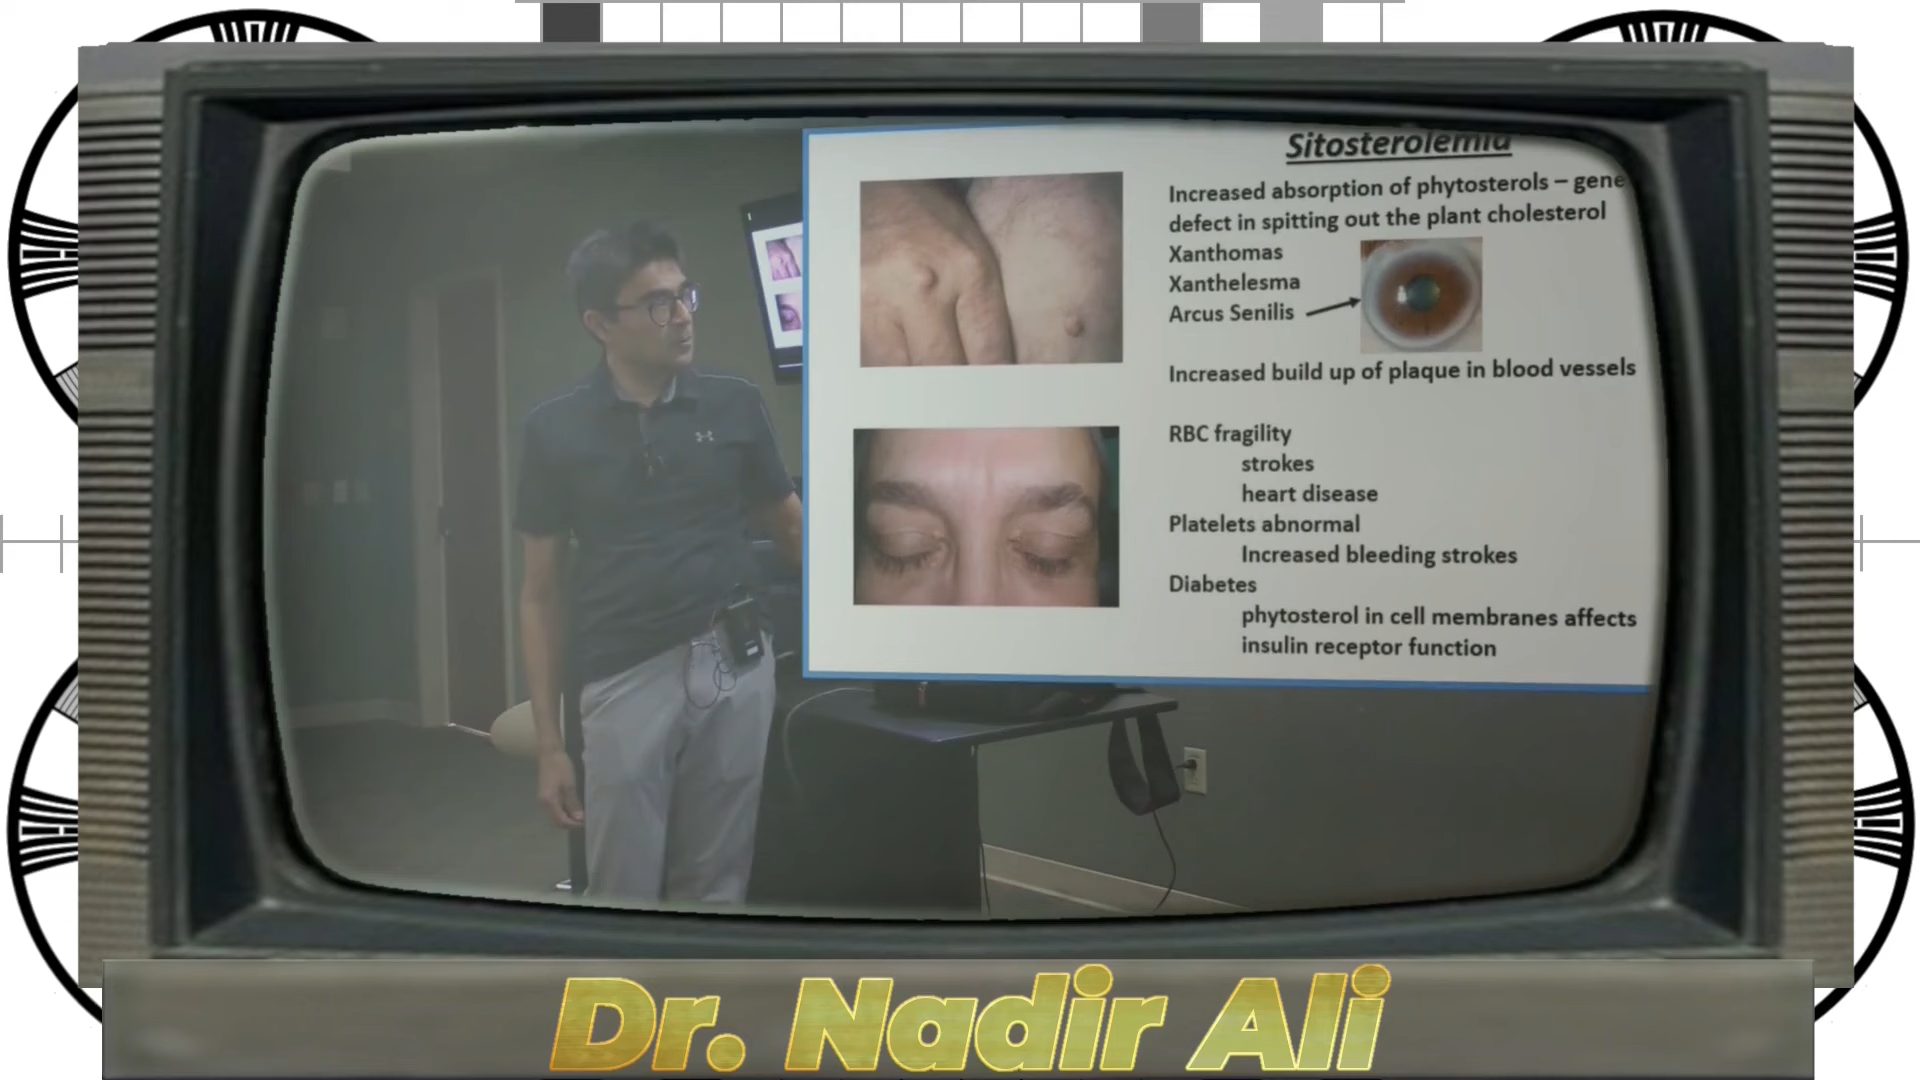 Sitosterolemia
Increased absorption of phytosterols – gene
defect in spitting out the plant cholesterol
Xanthomas
Xanthelesma
Arcus Senilis
Increased build up of plaque in blood vessels
RBC fragility
strokes
heart disease
Platelets abnormal
Increased bleeding strokes
Diabetes
phytosterol in cell membranes affects
insulin receptor function
Dr. Nadir Ali